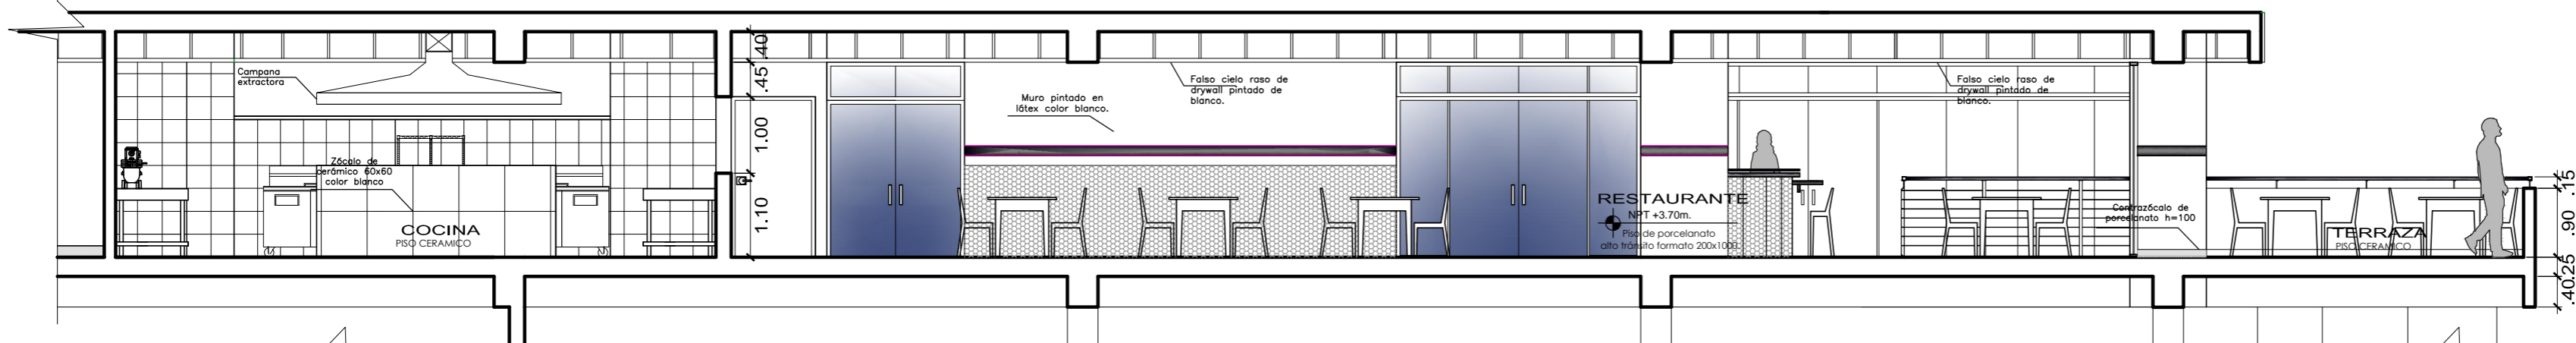 Campana
extractora
Zócalo de
cerámico 60x60
color blanco
COCINA
PISO CERAMICO
.40
.45
1.00
1.10
Muro pintado en
látex color blanco.
Falso cielo raso de
drywall pintado de
blanco.
RESTAURANTE
NPT +3.70m.
Piso de porcelanato
alto tránsito formato 200x1000.
Falso cielo raso de
drywall pintado de
blanco.
Contrazócalo de
porcelanato h=100
TERRAZA
PISO CERAMICO
.15
.90
.25
.40